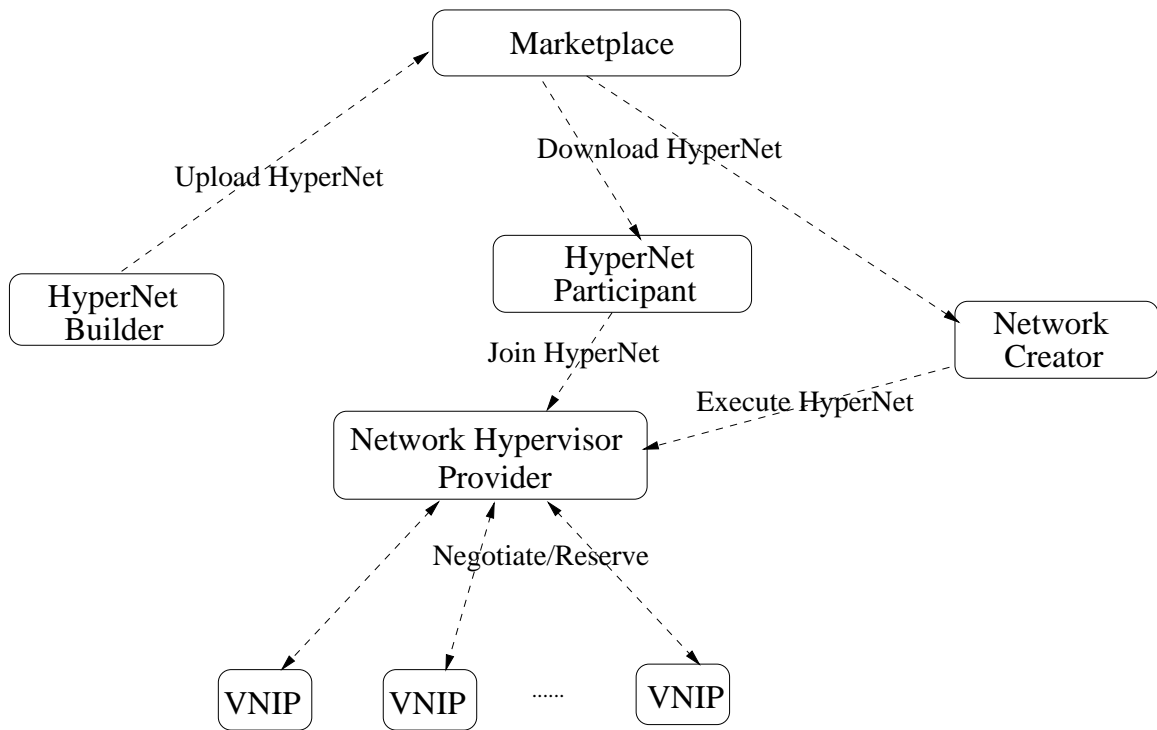 Marketplace
Download HyperNet
Upload HyperNet
HyperNet
Participant
HyperNet
Builder
Network
Creator
Join HyperNet
Execute HyperNet
Network Hypervisor
Provider
Negotiate/Reserve
VNIP
VNIP
......
VNIP